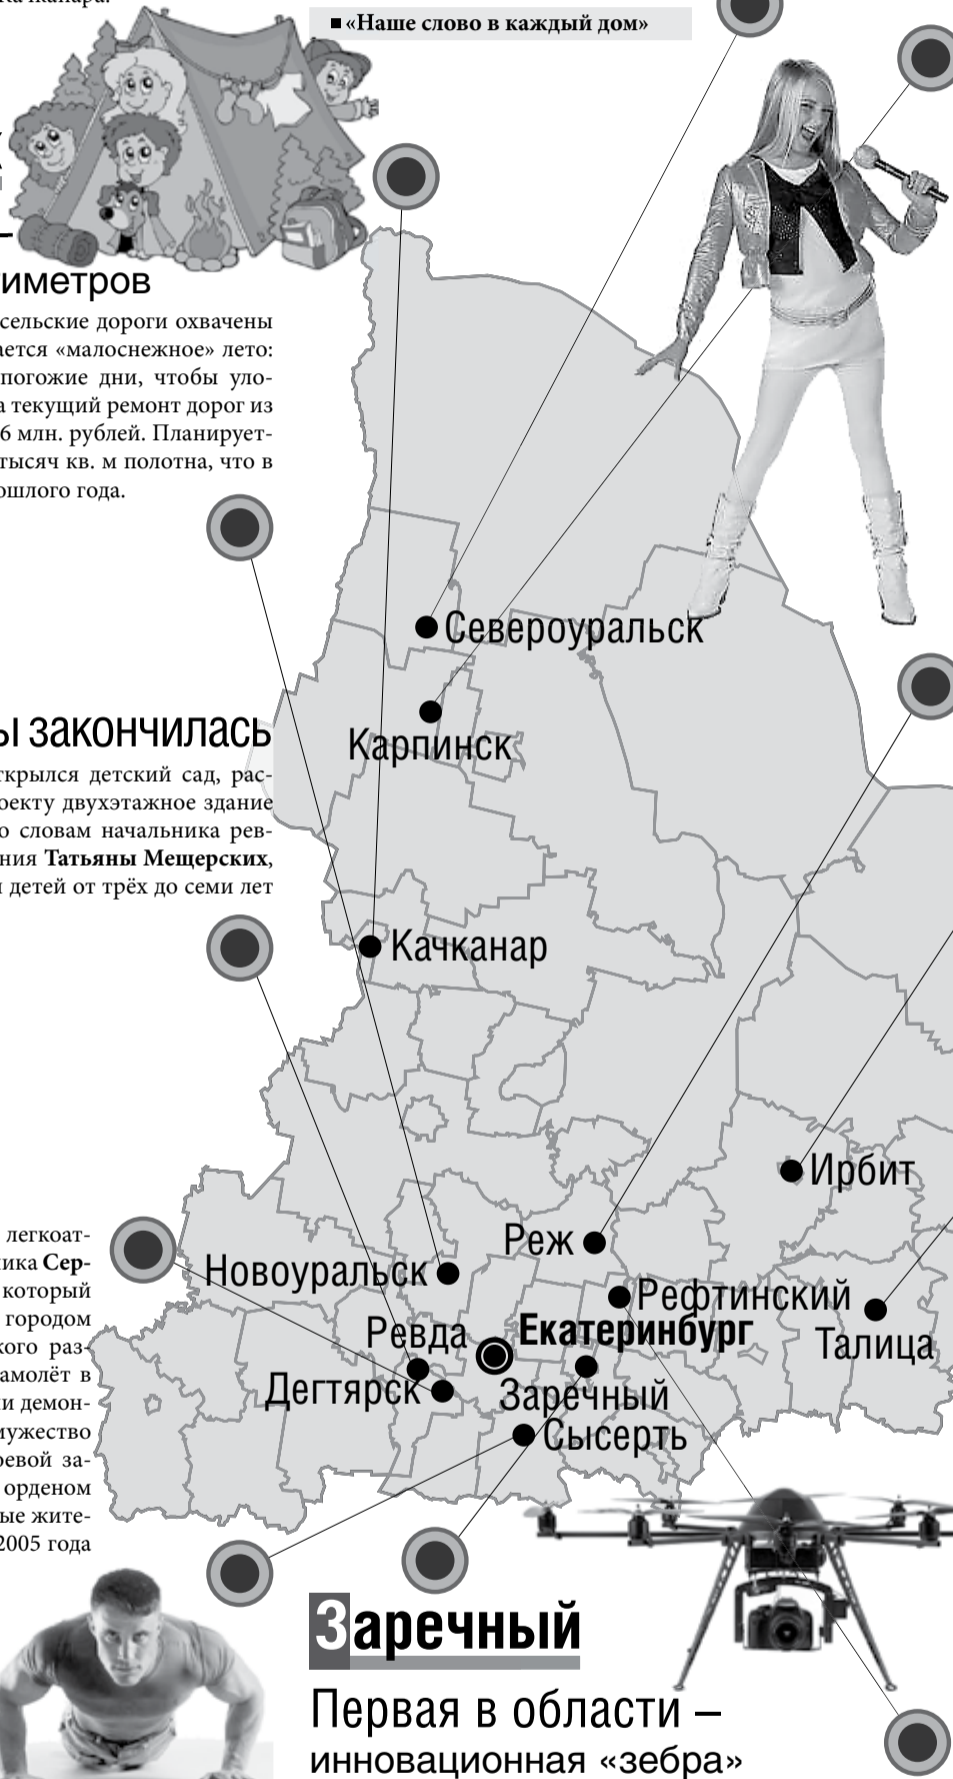 ■ «Наше слово в каждый дом»
иметров
сельские дороги охвачены
ается «малоснежное» лето:
погожие дни, чтобы уло-
а текущий ремонт дорог из
6 млн. рублей. Планирует-
тысяч кв. м полотна, что в
ошлого года.
ы закончилась
ткрылся детский сад, рас-
оекту двухэтажное здание
о словам начальника рев-
ния Татьяны Мещерских,
детей от трёх до семи лет
легкоат-
ика Сер-
который
городом
кого раз-
амолёт в
и демон-
мужество
оевой за-
орденом
ые жите-
2005 года
Североуральск
Карпинск
Качканар
Ирбит
Реж
Новоуральск
Рефтинский
Ревда
Екатеринбург
Талица
Дегтярск
Заречный
Сысерть
Заречный
Первая в области –
инновационная «зебра»